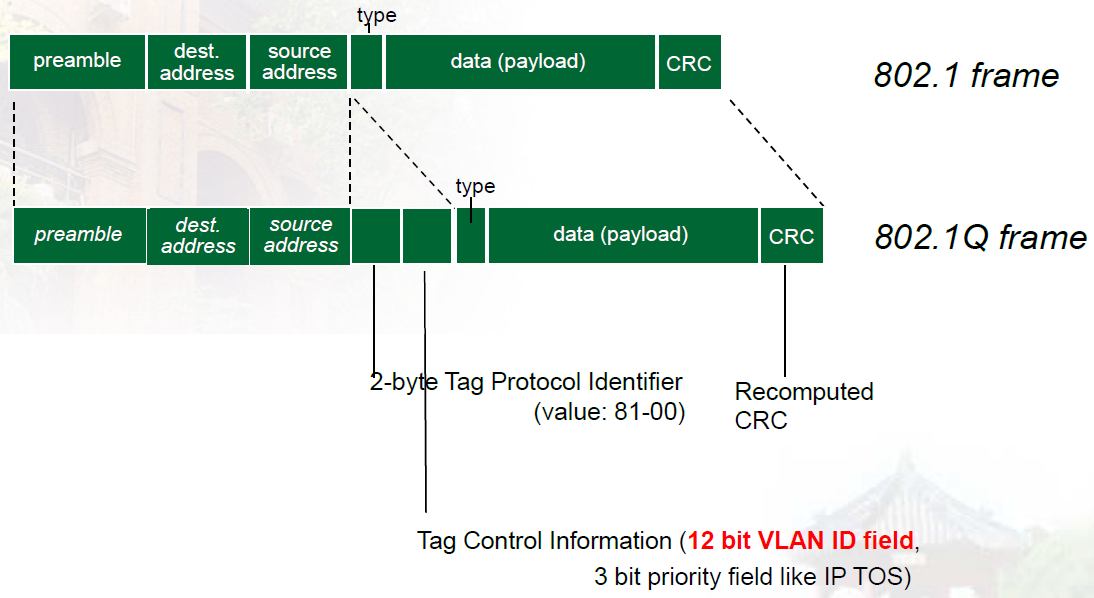 type
preamble
dest.
address
source
address
data (payload)
CRC
802.1 frame
type
preamble
dest.
address
source
address
data (payload)
CRC
802.1Q frame
2-byte Tag Protocol Identifier
(value: 81-00)
Recomputed
CRC
Tag Control Information (12 bit VLAN ID field,
3 bit priority field like IP TOS)